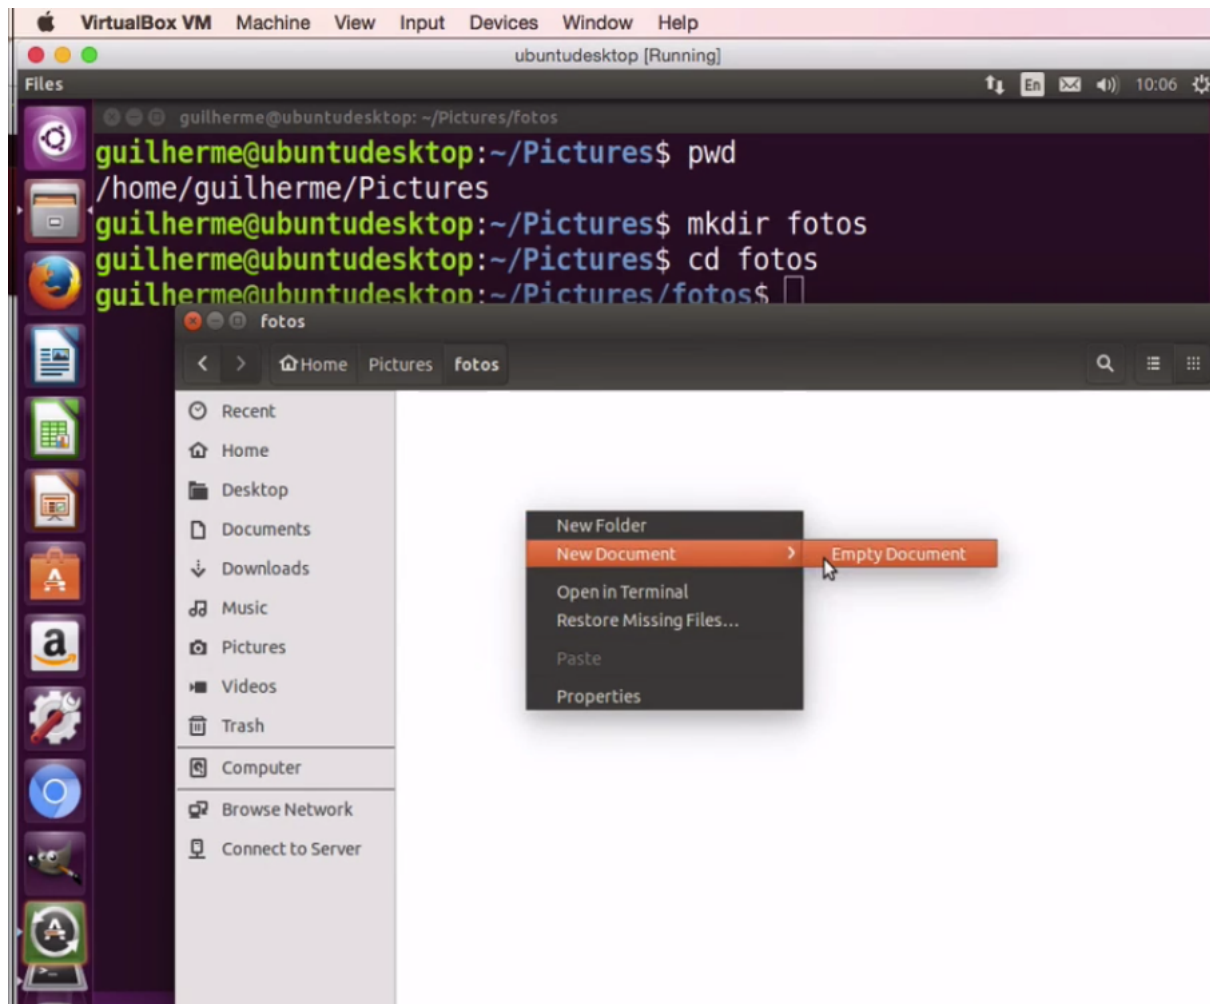 VirtualBox VM Machine View Input Devices Window Help
ubuntudesktop [Running]
Files En 10:06
guilherme@ubuntudesktop: ~/Pictures/fotos
guilherme@ubuntudesktop:~/Pictures$ pwd
/home/guilherme/Pictures
guilherme@ubuntudesktop:~/Pictures$ mkdir fotos
guilherme@ubuntudesktop:~/Pictures$ cd fotos
guilherme@ubuntudesktop:~/Pictures/fotos$
fotos
Home Pictures fotos
Recent
Home
Desktop
Documents
Downloads
Music
Pictures
Videos
Trash
Computer
Browse Network
Connect to Server
New Folder
New Document
Empty Document
Open in Terminal
Restore Missing Files...
Paste
Properties